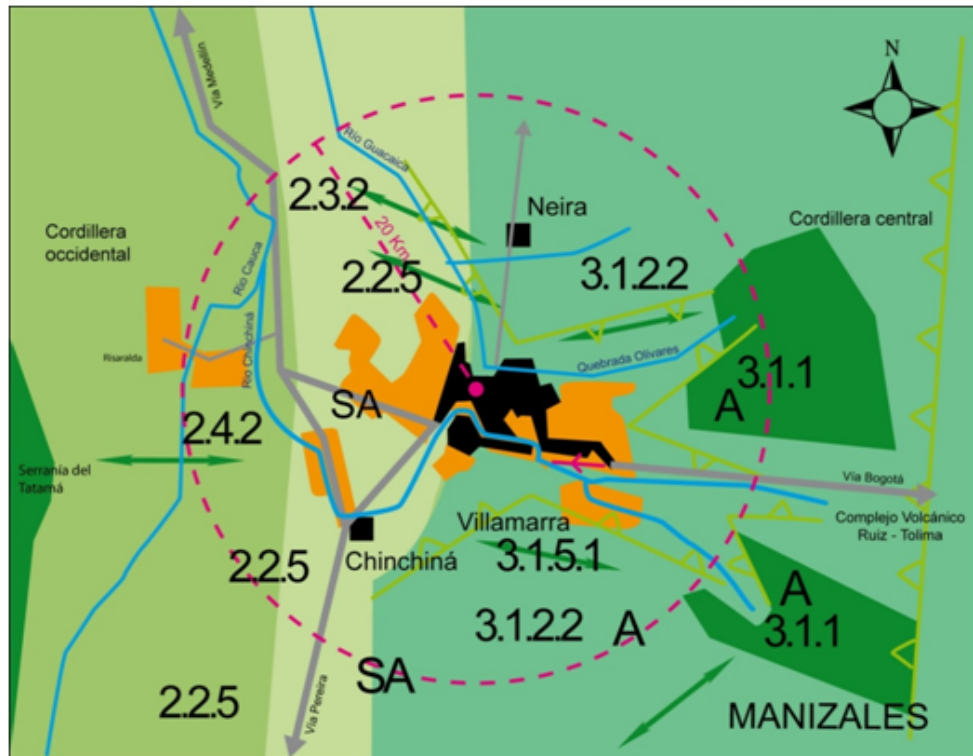 Vía Medellín
N
Río Guacaica
2.3.2
Neira
Cordillera
occidental
20 Km
Cordillera central
Río Cauca
2.2.5
3.1.2.2
Río Chinchiná
Quebrada Olivares
Risaralda
3.1.1
SA
A
2.4.2
Serranía del
Tatamá
Vía Bogotá
Villamarra
Complejo Volcánico
Ruíz - Tolima
Chinchiná
3.1.5.1
2.2.5
A
3.1.2.2
A
3.1.1
SA
2.2.5
Vía Pereira
MANIZALES